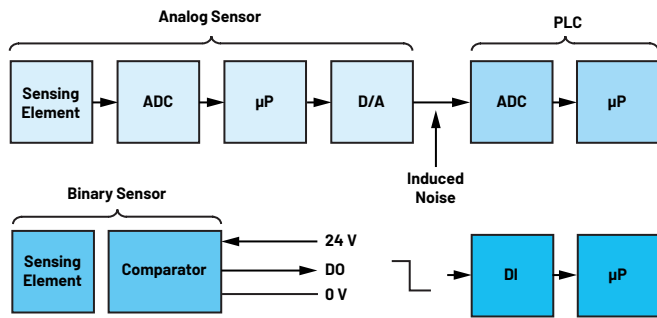 Analog Sensor
PLC
Sensing
Element
ADC
µP
D/A
ADC
µP
Induced
Noise
Binary Sensor
Sensing
Element
Comparator
24 V
DO
0 V
DI
µP